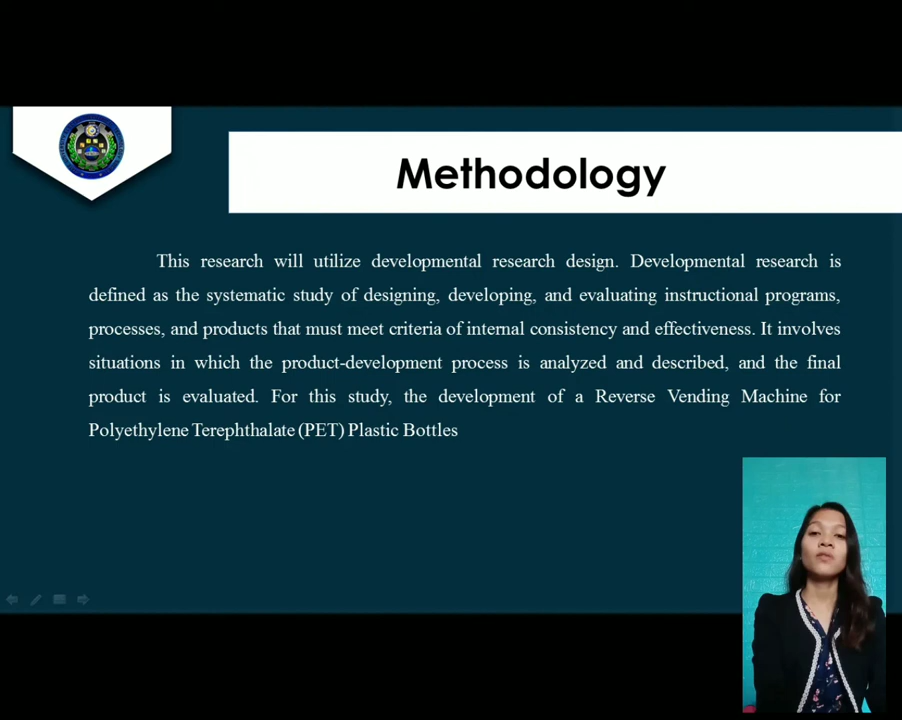 Methodology
This research will utilize developmental research design. Developmental research is
defined as the systematic study of designing, developing, and evaluating instructional programs,
processes, and products that must meet criteria of internal consistency and effectiveness. It involves
situations in which the product-development process is analyzed and described, and the final
product is evaluated. For this study, the development of a Reverse Vending Machine for
Polyethylene Terephthalate (PET) Plastic Bottles